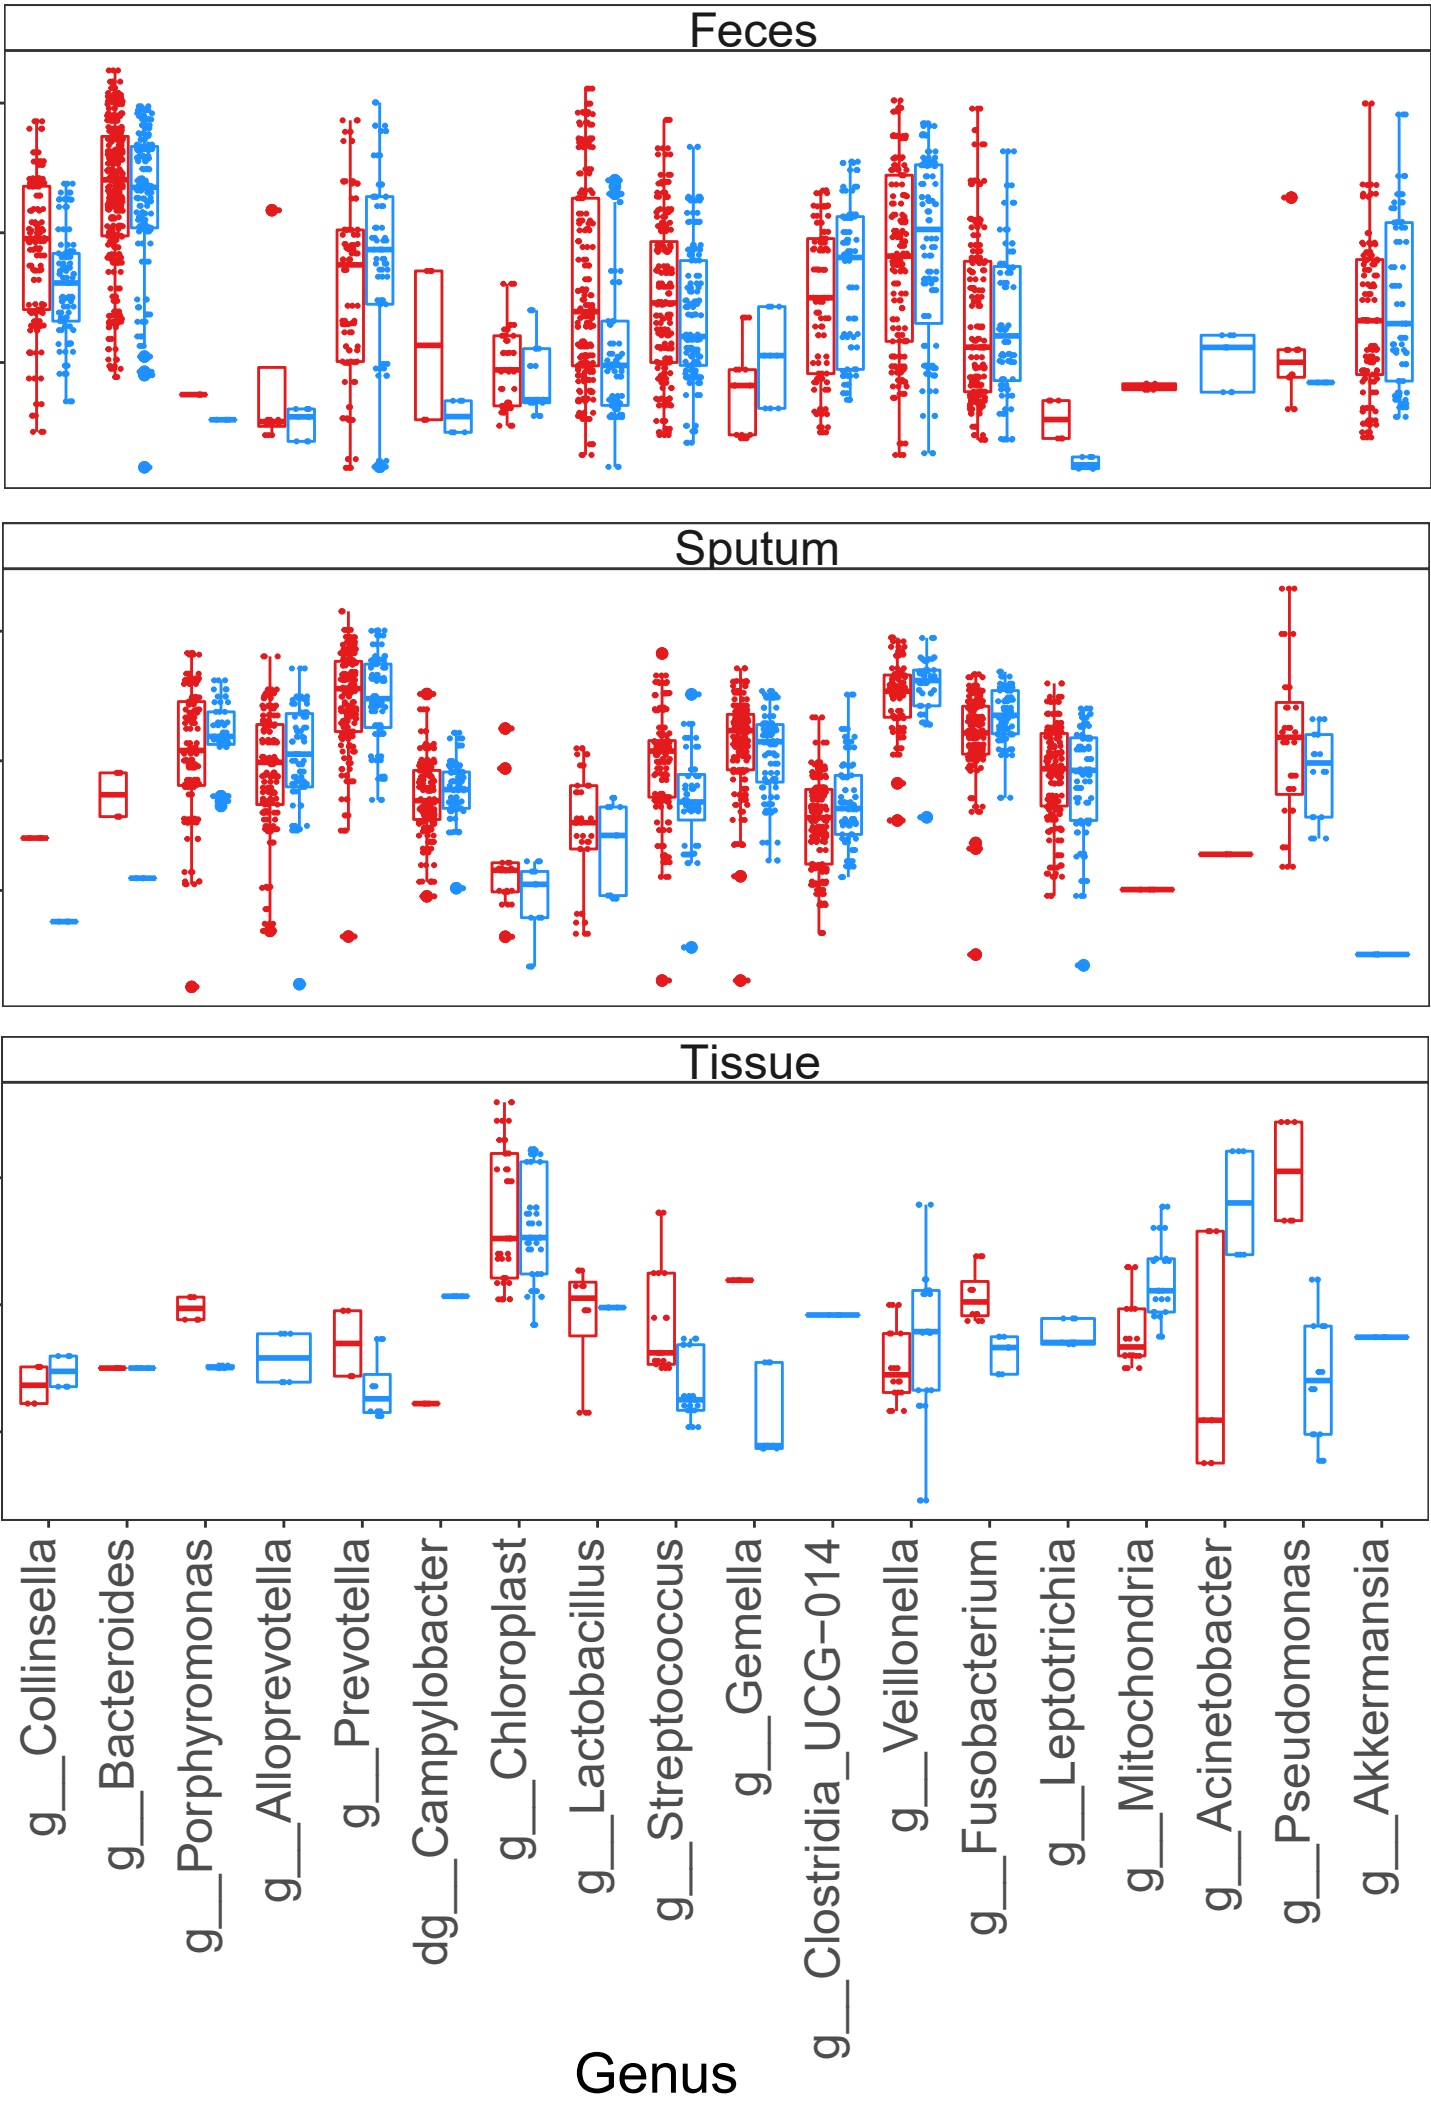 Feces
Sputum
Tissue
g__Collinsella
g__Bacteroides
g__Porphyromonas
g__Alloprevotella
g__Prevotella
dg__Campylobacter
g__Chloroplast
g__Lactobacillus
g__Streptococcus
g__Gemella
g__Clostridia_UCG−014
g__Veillonella
g__Fusobacterium
g__Leptotrichia
g__Mitochondria
g__Acinetobacter
g__Pseudomonas
g__Akkermansia
Genus